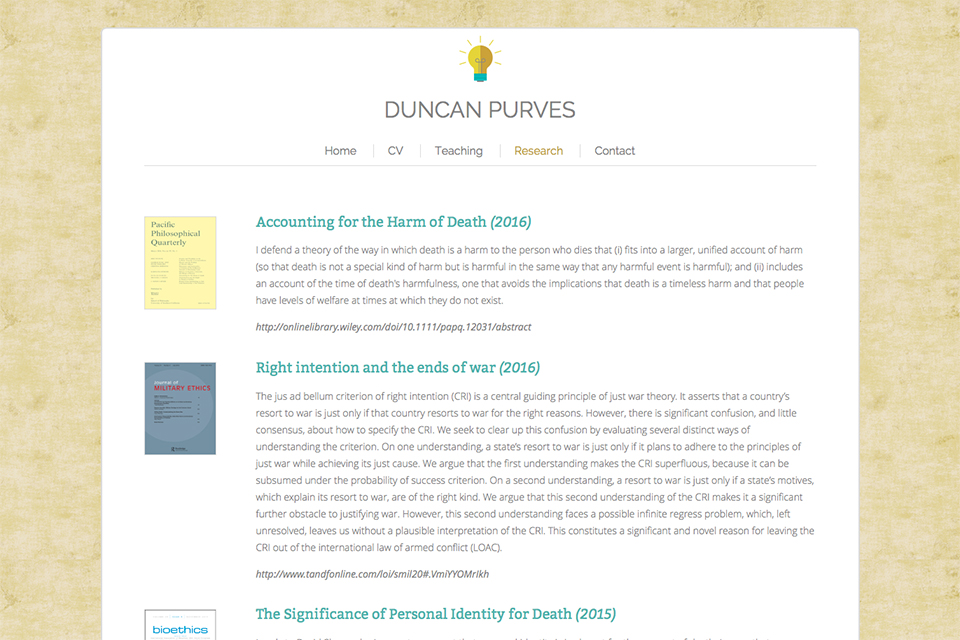 DUNCAN PURVES
Home
CV
Teaching
Research
Contact
Pacific
Philosophical
Quarterly
Accounting for the Harm of Death (2016)
I defend a theory of the way in which death is a harm to the person who dies that (i) fits into a larger, unified account of harm
(so that death is not a special kind of harm but is harmful in the same way that any harmful event is harmful); and (ii) includes
an account of the time of death's harmfulness, one that avoids the implications that death is a timeless harm and that people
have levels of welfare at times at which they do not exist.
http://onlinelibrary.wiley.com/doi/10.1111/papq.12031/abstract
Journal of
MILITARY ETHICS
Right intention and the ends of war (2016)
The jus ad bellum criterion of right intention (CRI) is a central guiding principle of just war theory. It asserts that a country's
resort to war is just only if that country resorts to war for the right reasons. However, there is significant confusion, and little
consensus, about how to specify the CRI. We seek to clear up this confusion by evaluating several distinct ways of
understanding the criterion. On one understanding, a state's resort to war is just only if it plans to adhere to the principles of
just war while achieving its just cause. We argue that the first understanding makes the CRI superfluous, because it can be
subsumed under the probability of success criterion. On a second understanding, a resort to war is just only if a state's motives,
which explain its resort to war, are of the right kind. We argue that this second understanding of the CRI makes it a significant
further obstacle to justifying war. However, this second understanding faces a possible infinite regress problem, which, left
unresolved, leaves us without a plausible interpretation of the CRI. This constitutes a significant and novel reason for leaving the
CRI out of the international law of armed conflict (LOAC).
http://www.tandfonline.com/loi/smil20#.VmiYYOMrIkh
bioethics
The Significance of Personal Identity for Death (2015)